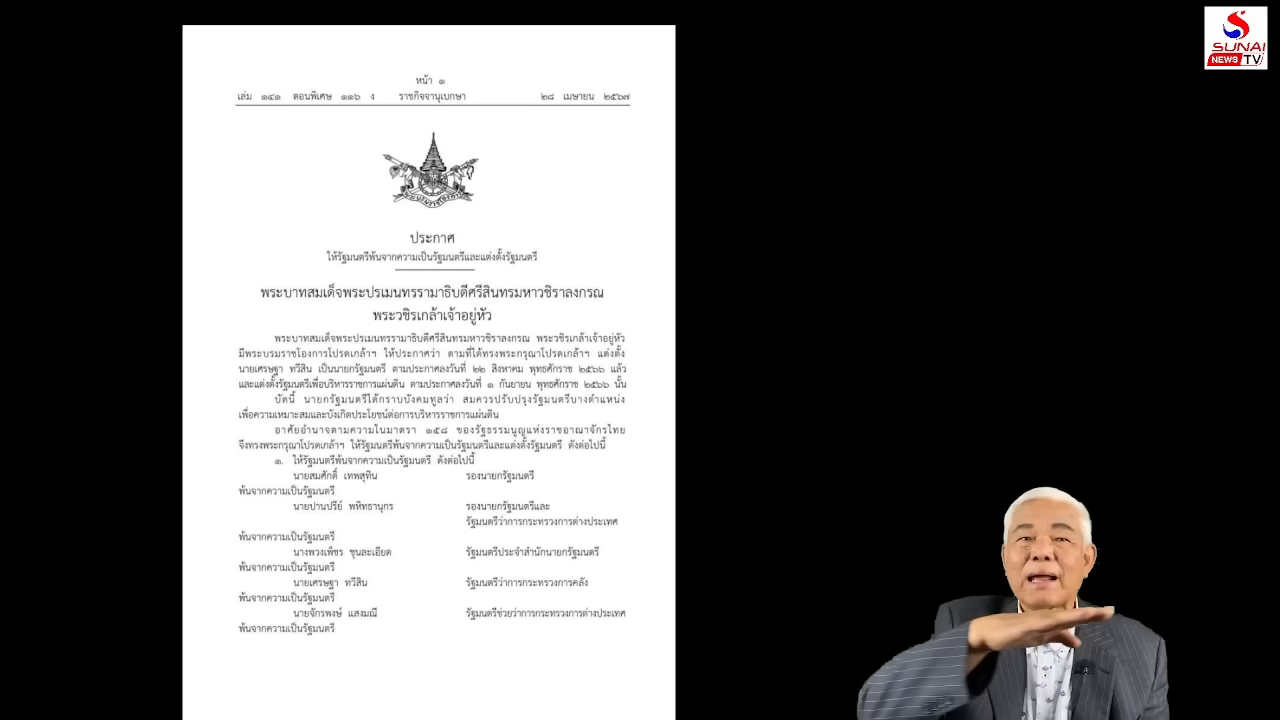 หน้า ๑
เล่ม ๑๔๑ ตอนพิเศษ ๑๑๖ ง ราชกิจจานุเบกษา ๒๘ เมษายน ๒๕๖๗
ประกาศ
ให้รัฐมนตรีพ้นจากความเป็นรัฐมนตรีและแต่งตั้งรัฐมนตรี
พระบาทสมเด็จพระปรเมนทรรามาธิบดีศรีสินทรมหาวชิราลงกรณ
พระวชิรเกล้าเจ้าอยู่หัว
พระบาทสมเด็จพระปรเมนทรรามาธิบดีศรีสินทรมหาวชิราลงกรณ พระวชิรเกล้าเจ้าอยู่หัว
มีพระบรมราชโองการโปรดเกล้าฯ ให้ประกาศว่า ตามที่ได้ทรงพระกรุณาโปรดเกล้าฯ แต่งตั้ง
นายเศรษฐา ทวีสิน เป็นนายกรัฐมนตรี ตามประกาศลงวันที่ ๒๒ สิงหาคม พุทธศักราช ๒๕๖๖ แล้ว
และแต่งตั้งรัฐมนตรีเพื่อบริหารราชการแผ่นดิน ตามประกาศลงวันที่ ๑ กันยายน พุทธศักราช ๒๕๖๖ นั้น
บัดนี้ นายกรัฐมนตรีได้กราบบังคมทูลว่า สมควรปรับปรุงรัฐมนตรีบางตำแหน่ง
เพื่อความเหมาะสมและบังเกิดประโยชน์ต่อการบริหารราชการแผ่นดิน
อาศัยอำนาจตามความในมาตรา ๑๕๘ ของรัฐธรรมนูญแห่งราชอาณาจักรไทย
จึงทรงพระกรุณาโปรดเกล้าฯ ให้รัฐมนตรีพ้นจากความเป็นรัฐมนตรีและแต่งตั้งรัฐมนตรี ดังต่อไปนี้
๑. ให้รัฐมนตรีพ้นจากความเป็นรัฐมนตรี ดังต่อไปนี้
นายสมศักดิ์ เทพสุทิน รองนายกรัฐมนตรี
พ้นจากความเป็นรัฐมนตรี
นายปานปรีย์ พหิทธานุกร รองนายกรัฐมนตรีและ
รัฐมนตรีว่าการกระทรวงการต่างประเทศ
พ้นจากความเป็นรัฐมนตรี
นางพวงเพ็ชร ชุนละเอียด รัฐมนตรีประจำสำนักนายกรัฐมนตรี
พ้นจากความเป็นรัฐมนตรี
นายเศรษฐา ทวีสิน รัฐมนตรีว่าการกระทรวงการคลัง
พ้นจากความเป็นรัฐมนตรี
นายจักรพงษ์ แสงมณี รัฐมนตรีช่วยว่าการกระทรวงการต่างประเทศ
พ้นจากความเป็นรัฐมนตรี
SUNAI
NEWS TV